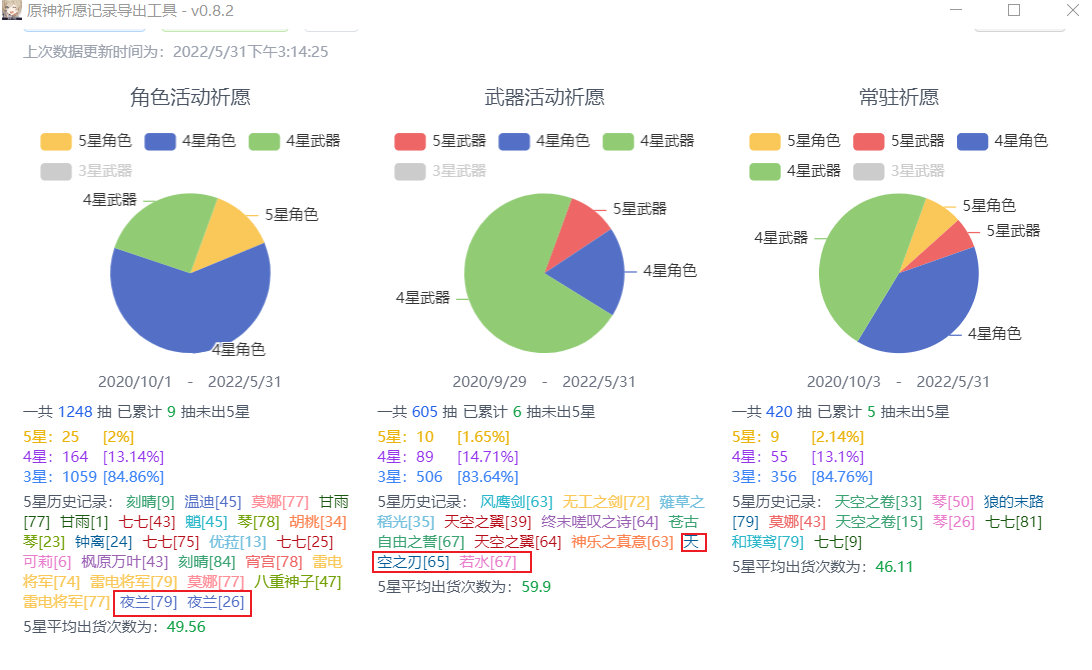 原神祈愿记录导出工具 - v0.8.2
上次数据更新时间为：2022/5/31下午3:14:25
角色活动祈愿
5星角色 4星角色 4星武器
3星武器
4星武器
5星角色
4星角色
2020/10/1 - 2022/5/31
一共 1248 抽 已累计 9 抽未出5星
5星：25 [2%]
4星：164 [13.14%]
3星：1059 [84.86%]
5星历史记录： 刻晴[9] 温迪[45] 莫娜[77] 甘雨
[77] 甘雨[1] 七七[43] 魈[45] 琴[78] 胡桃[34]
琴[23] 钟离[24] 七七[75] 优菈[13] 七七[25]
可莉[6] 枫原万叶[43] 刻晴[84] 宵宫[78] 雷电
将军[74] 雷电将军[79] 莫娜[77] 八重神子[47]
雷电将军[77] 夜兰[79] 夜兰[26]
5星平均出货次数为：49.56
武器活动祈愿
5星武器 4星角色 4星武器
3星武器
5星武器
4星角色
4星武器
2020/9/29 - 2022/5/31
一共 605 抽 已累计 6 抽未出5星
5星：10 [1.65%]
4星：89 [14.71%]
3星：506 [83.64%]
5星历史记录： 风鹰剑[63] 无工之剑[72] 薙草之
稻光[35] 天空之翼[39] 终末嗟叹之诗[64] 苍古
自由之誓[67] 天空之翼[64] 神乐之真意[63] 天
空之刃[65] 若水[67]
5星平均出货次数为：59.9
常驻祈愿
5星角色 5星武器 4星角色
4星武器 3星武器
5星角色
5星武器
4星武器
4星角色
2020/10/3 - 2022/5/31
一共 420 抽 已累计 5 抽未出5星
5星：9 [2.14%]
4星：55 [13.1%]
3星：356 [84.76%]
5星历史记录： 天空之卷[33] 琴[50] 狼的末路
[79] 莫娜[43] 天空之卷[15] 琴[26] 七七[81]
和璞鸢[79] 七七[9]
5星平均出货次数为：46.11